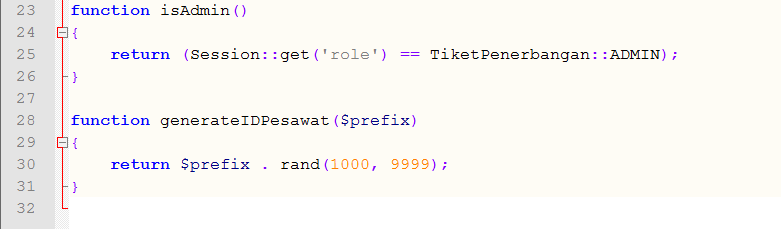 23 function isAdmin()
24 {
25     return (Session::get('role') == TiketPenerbangan::ADMIN);
26 }
27
28 function generateIDPesawat($prefix)
29 {
30     return $prefix . rand(1000, 9999);
31 }
32